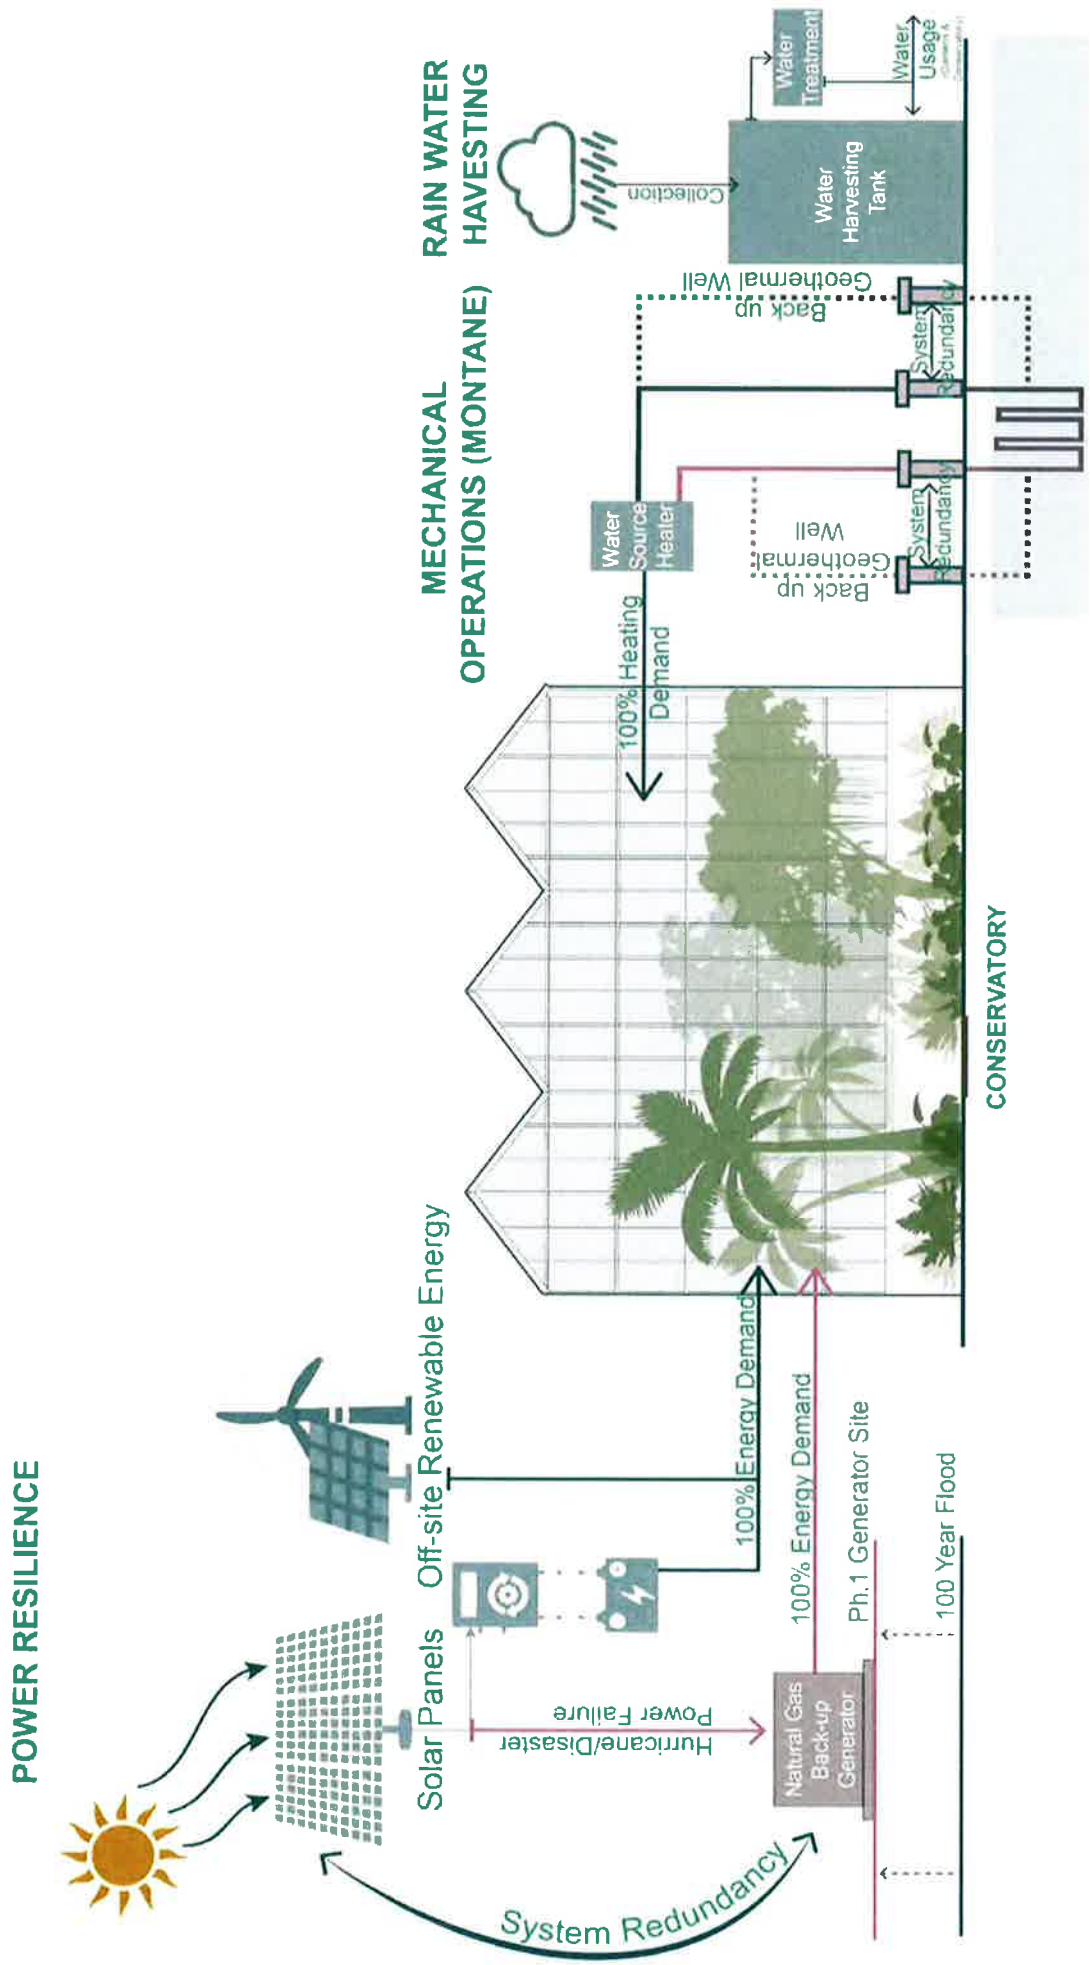 POWER RESILIENCE
Solar Panels
Off-site Renewable Energy
System Redundancy
Hurricane/Disaster
Power Failure
Natural Gas
Back-up
Generator
100% Energy Demand
100% Energy Demand
Ph.1 Generator Site
100 Year Flood
CONSERVATORY
MECHANICAL
OPERATIONS (MONTANE)
100% Heating
Demand
Water
Source
Heater
Back up
Geothermal
Well
System
Redundancy
Back up
Geothermal Well
System
Redundancy
RAIN WATER
HAVESTING
Collection
Water
Harvesting
Tank
Water
Treatment
Water
Usage